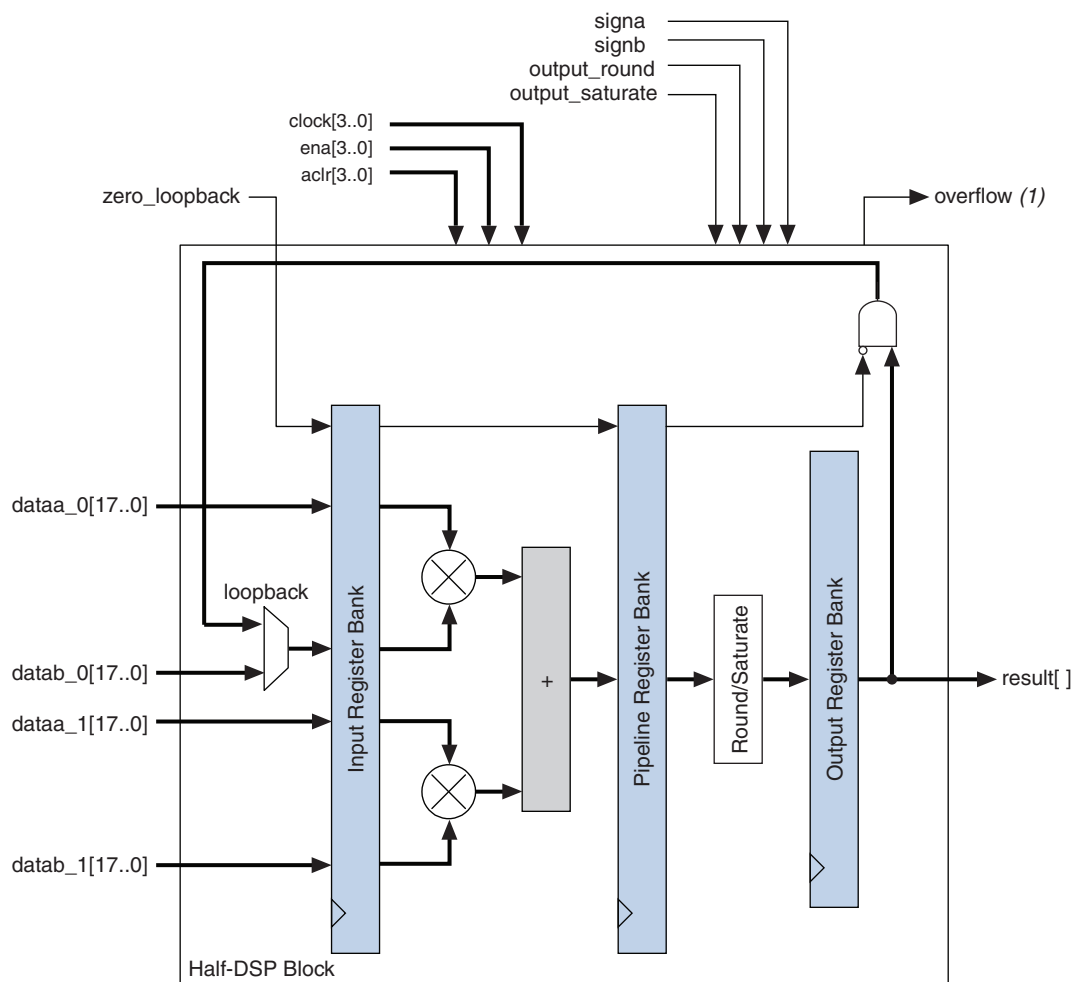 signa
signb
output_round
output_saturate
clock[3..0]
ena[3..0]
aclr[3..0]
zero_loopback
overflow (1)
dataa_0[17..0]
loopback
datab_0[17..0]
dataa_1[17..0]
datab_1[17..0]
Input Register Bank
+
Pipeline Register Bank
Round/Saturate
Output Register Bank
result[ ]
Half-DSP Block